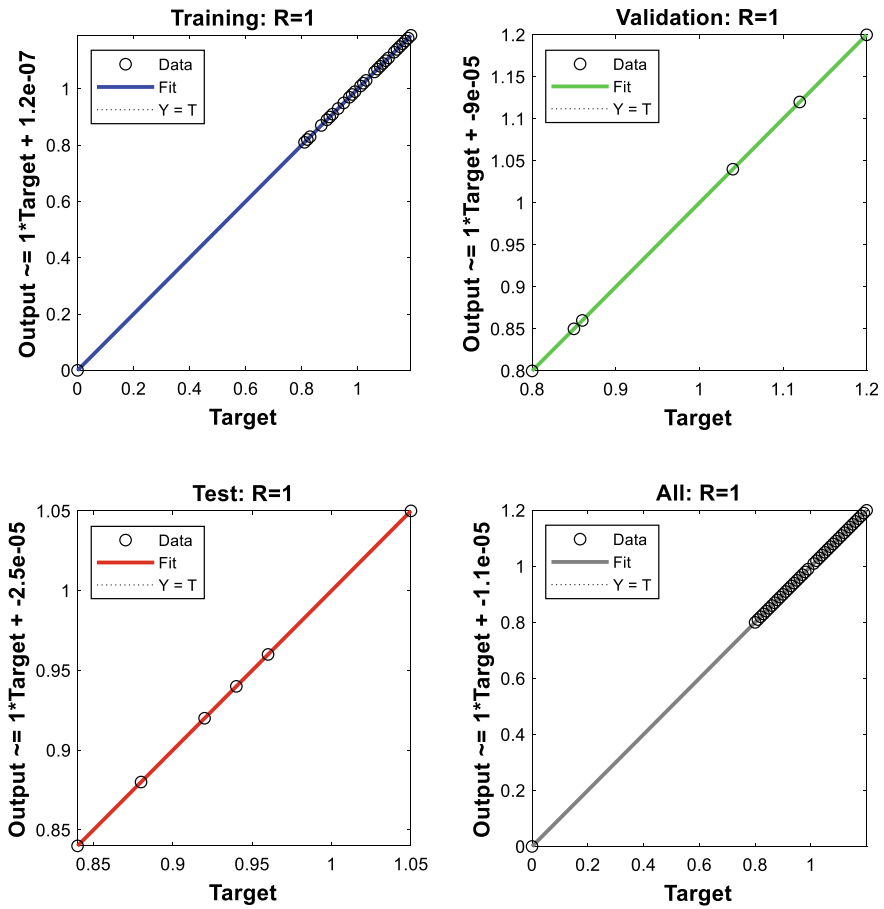 Training: R=1
Output ~= 1*Target + 1.2e-07
Data
Fit
Y = T
1
0.8
0.6
0.4
0.2
0
0 0.2 0.4 0.6 0.8 1
Target
Validation: R=1
Output ~= 1*Target + -9e-05
Data
Fit
Y = T
1.2
1.15
1.1
1.05
1
0.95
0.9
0.85
0.8
0.8 0.9 1 1.1 1.2
Target
Test: R=1
Output ~= 1*Target + -2.5e-05
Data
Fit
Y = T
1.05
1
0.95
0.9
0.85
0.85 0.9 0.95 1 1.05
Target
All: R=1
Output ~= 1*Target + -1.1e-05
Data
Fit
Y = T
1.2
1
0.8
0.6
0.4
0.2
0
0 0.2 0.4 0.6 0.8 1
Target